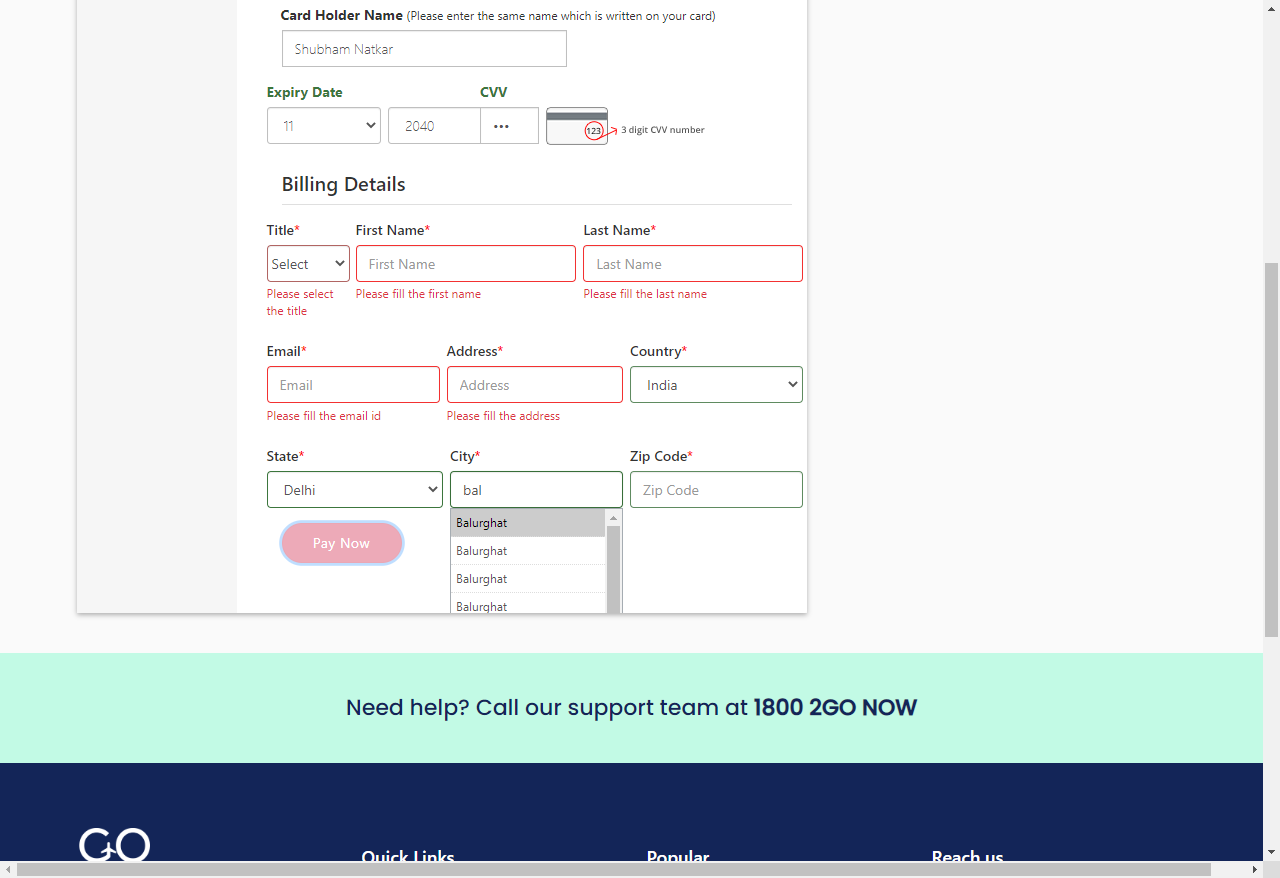 Card Holder Name (Please enter the same name which is written on your card)
Shubham Natkar
Expiry Date CVV
11 2040 ••• 123 3 digit CVV number
Billing Details
Title* First Name* Last Name*
Select First Name Last Name
Please select the title Please fill the first name Please fill the last name
Email* Address* Country*
Email Address India
Please fill the email id Please fill the address
State* City* Zip Code*
Delhi bal Zip Code
Balurghat
Pay Now
Balurghat
Balurghat
Balurghat
Need help? Call our support team at 1800 2GO NOW
GO
Quick Links Popular Reach us